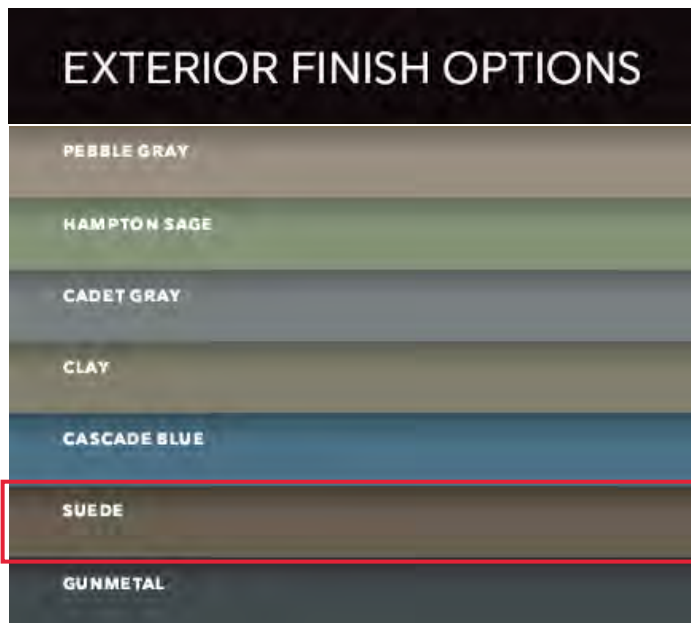 EXTERIOR FINISH OPTIONS
PEBBLE GRAY
HAMPTON SAGE
CADET GRAY
CLAY
CASCADE BLUE
SUEDE
GUNMETAL